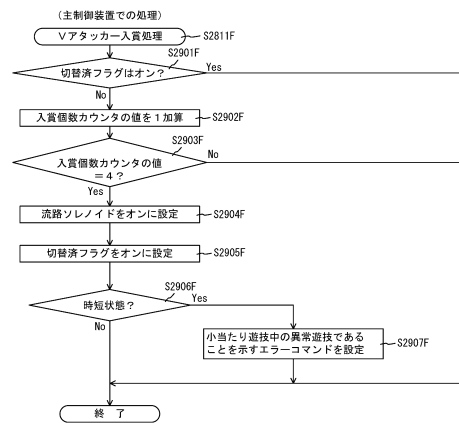 (主制御装置での処理)
Vアタッカー入賞処理
S2811F
S2901F
切替済フラグはオン?
Yes
No
入賞個数カウンタの値を1加算
S2902F
S2903F
入賞個数カウンタの値
=4?
No
Yes
流路ソレノイドをオンに設定
S2904F
切替済フラグをオンに設定
S2905F
S2906F
時短状態?
Yes
No
小当たり遊技中の異常遊技である
ことを示すエラーコマンドを設定
S2907F
終 了